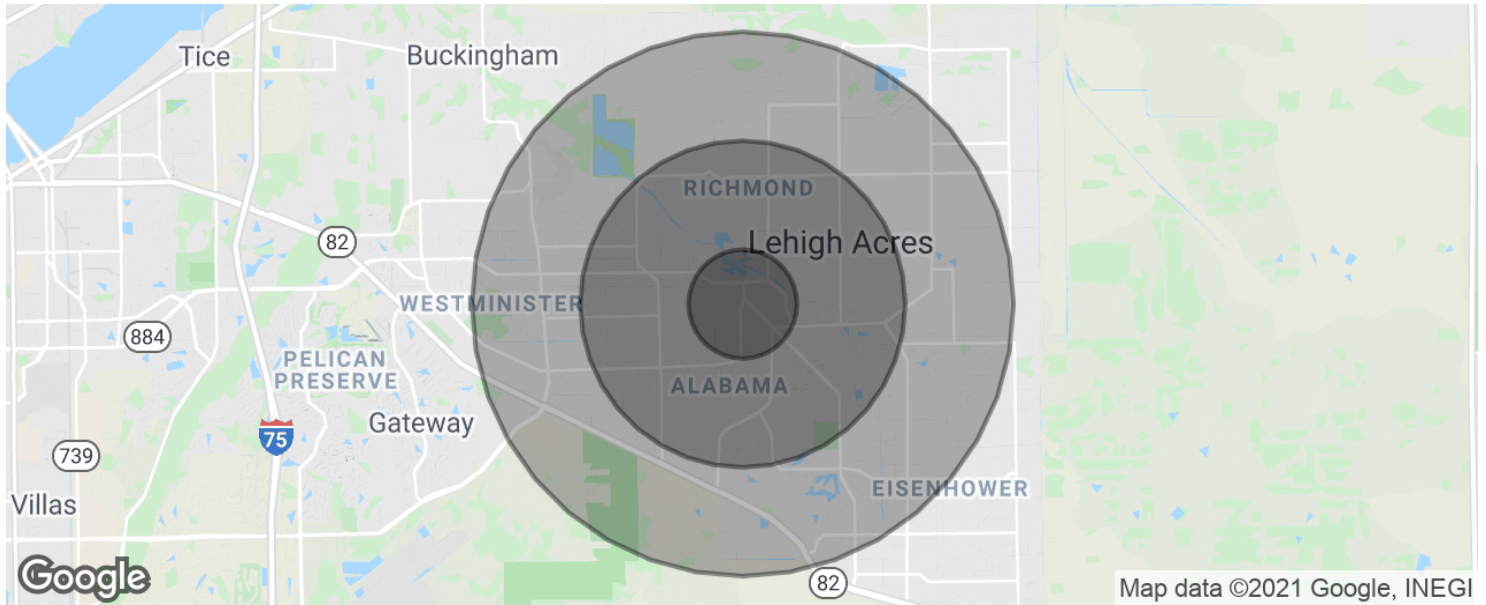 Tice
Buckingham
RICHMOND
82
Lehigh Acres
WESTMINISTER
884
PELICAN
PRESERVE
ALABAMA
Gateway
75
739
EISENHOWER
Villas
Google
82
Map data ©2021 Google, INEGI